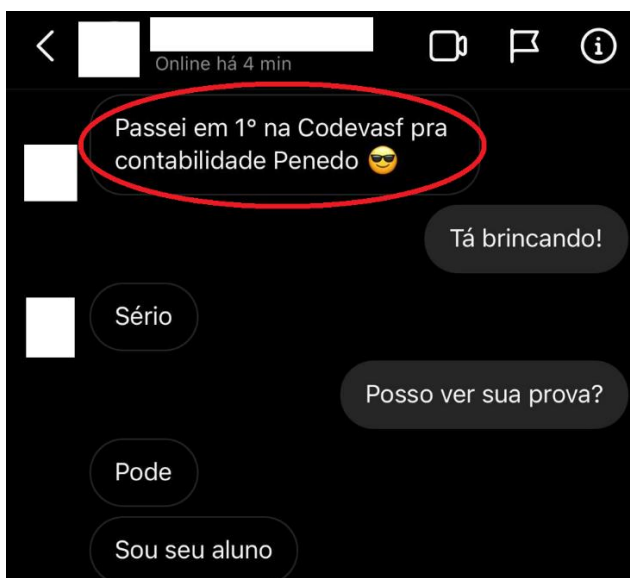 Online há 4 min
Passei em 1° na Codevasf pra
contabilidade Penedo 😎
Tá brincando!
Sério
Posso ver sua prova?
Pode
Sou seu aluno